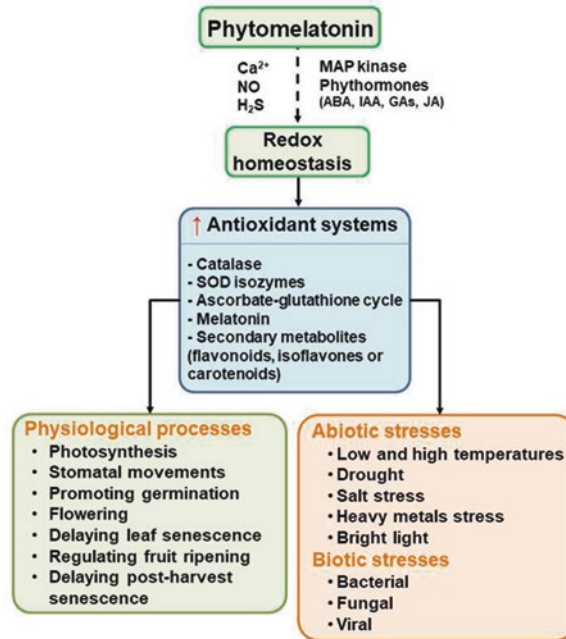 Phytomelatonin
Ca²⁺
NO
H₂S
MAP kinase
Phythormones
(ABA, IAA, GAs, JA)
Redox
homeostasis
↑ Antioxidant systems
- Catalase
- SOD isozymes
- Ascorbate-glutathione cycle
- Melatonin
- Secondary metabolites
(flavonoids, isoflavones or
carotenoids)
Physiological processes
• Photosynthesis
• Stomatal movements
• Promoting germination
• Flowering
• Delaying leaf senescence
• Regulating fruit ripening
• Delaying post-harvest
senescence
Abiotic stresses
• Low and high temperatures
• Drought
• Salt stress
• Heavy metals stress
• Bright light
Biotic stresses
• Bacterial
• Fungal
• Viral